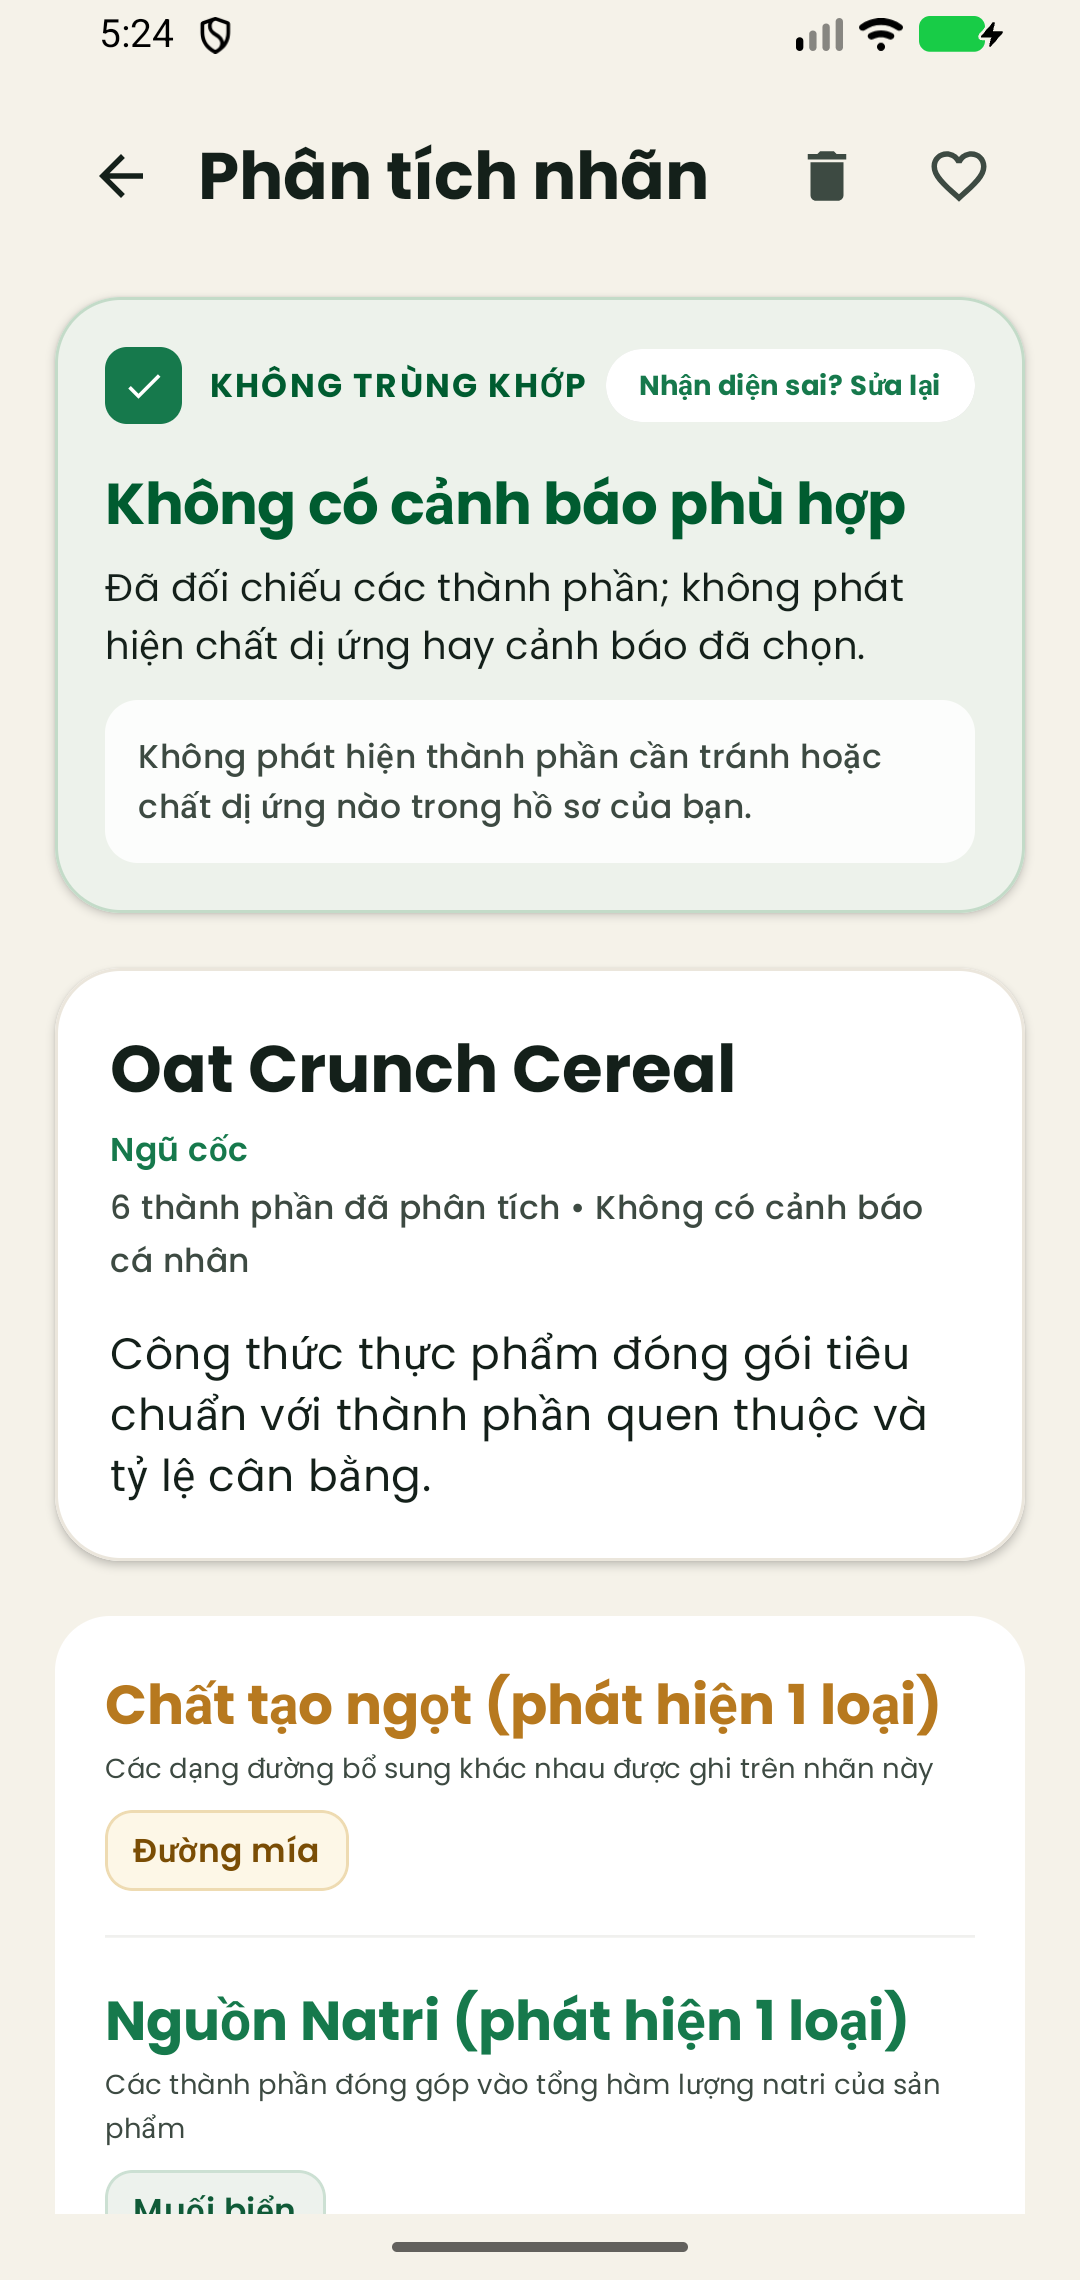 5:24
Phân tích nhãn
KHÔNG TRÙNG KHỚP
Nhận diện sai? Sửa lại
Không có cảnh báo phù hợp
Đã đối chiếu các thành phần; không phát
hiện chất dị ứng hay cảnh báo đã chọn.
Không phát hiện thành phần cần tránh hoặc
chất dị ứng nào trong hồ sơ của bạn.
Oat Crunch Cereal
Ngũ cốc
6 thành phần đã phân tích • Không có cảnh báo
cá nhân
Công thức thực phẩm đóng gói tiêu
chuẩn với thành phần quen thuộc và
tỷ lệ cân bằng.
Chất tạo ngọt (phát hiện 1 loại)
Các dạng đường bổ sung khác nhau được ghi trên nhãn này
Đường mía
Nguồn Natri (phát hiện 1 loại)
Các thành phần đóng góp vào tổng hàm lượng natri của sản
phẩm
Muối biển